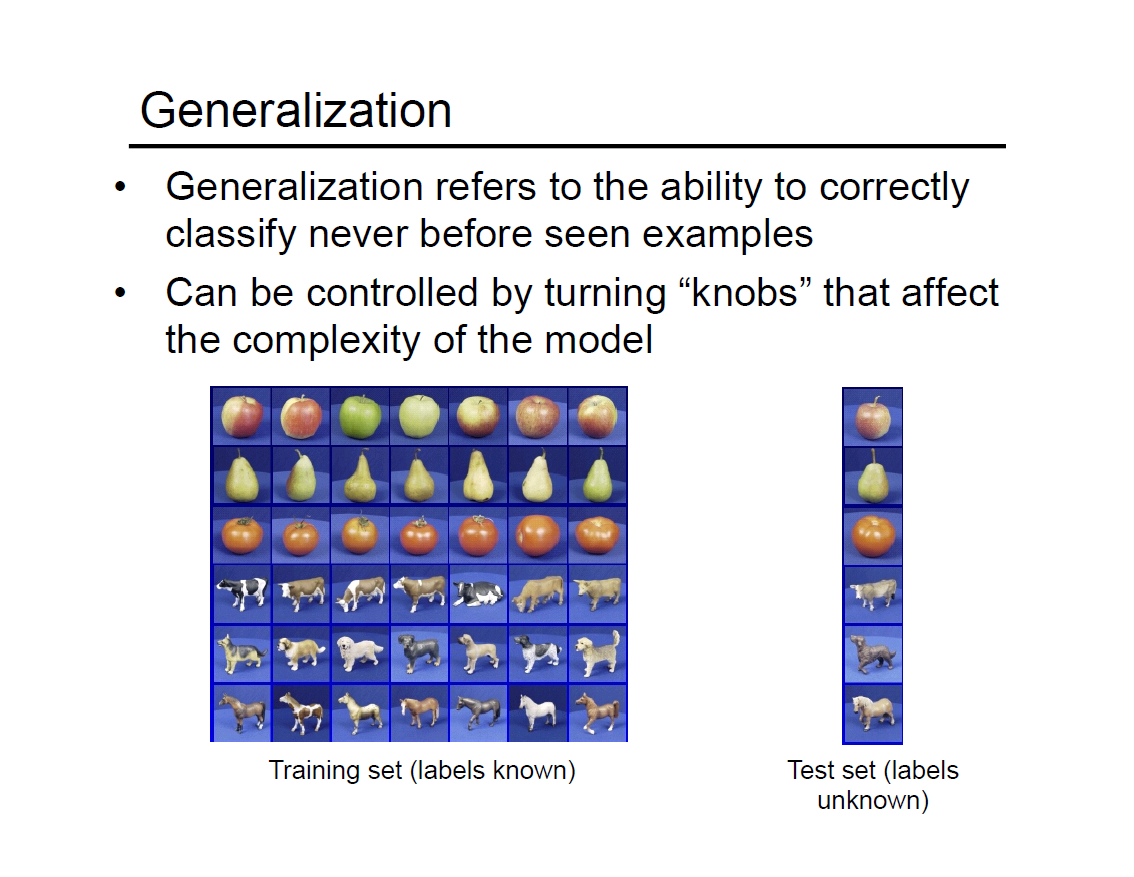 Generalization
• Generalization refers to the ability to correctly
classify never before seen examples
• Can be controlled by turning “knobs” that affect
the complexity of the model
Training set (labels known)
Test set (labels
unknown)